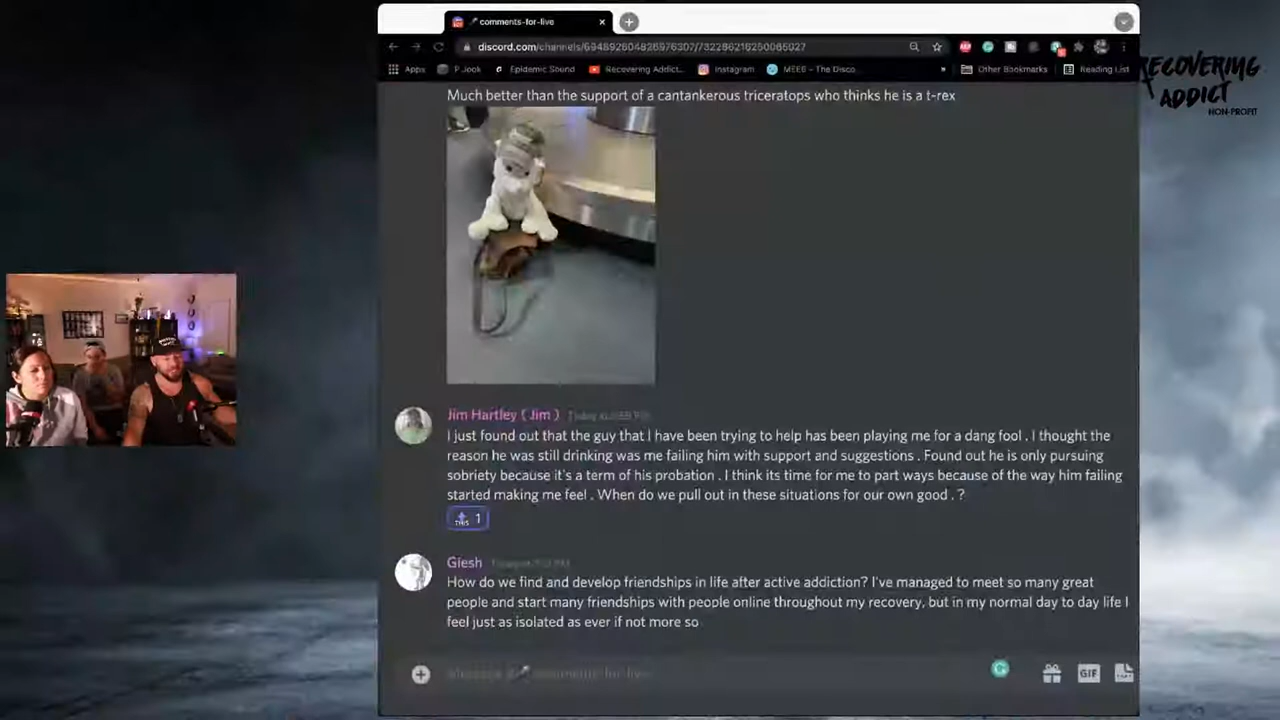 comments-for-live
discord.com/channels/694892604826976307/732286216250065027
Apps P Jook Epidemic Sound Recovering Addict... Instagram MEE6 – The Disco... Other Bookmarks Reading List
RECOVERING
ADDICT
NON-PROFIT
Much better than the support of a cantankerous triceratops who thinks he is a t-rex
Jim Hartley ( Jim )
I just found out that the guy that I have been trying to help has been playing me for a dang fool . I thought the
reason he was still drinking was me failing him with support and suggestions . Found out he is only pursuing
sobriety because it's a term of his probation . I think its time for me to part ways because of the way him failing
started making me feel . When do we pull out in these situations for our own good . ?
THIS 1
Giesh
How do we find and develop friendships in life after active addiction? I've managed to meet so many great
people and start many friendships with people online throughout my recovery, but in my normal day to day life I
feel just as isolated as ever if not more so
GIF